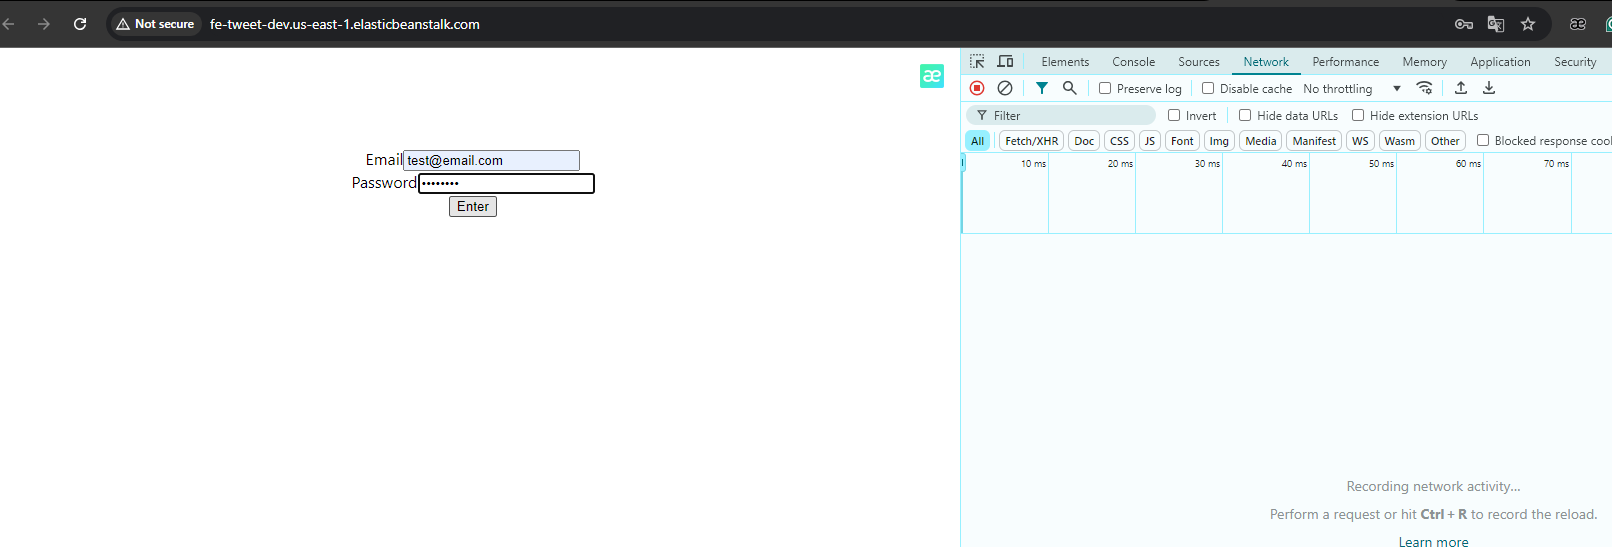 Not secure fe-tweet-dev.us-east-1.elasticbeanstalk.com
æ
æ
Email test@email.com
Password ••••••••
Enter
Elements Console Sources Network Performance Memory Application Security
Preserve log Disable cache No throttling
Filter Invert Hide data URLs Hide extension URLs
All Fetch/XHR Doc CSS JS Font Img Media Manifest WS Wasm Other Blocked response cool
10 ms 20 ms 30 ms 40 ms 50 ms 60 ms 70 ms
Recording network activity...
Perform a request or hit Ctrl + R to record the reload.
Learn more